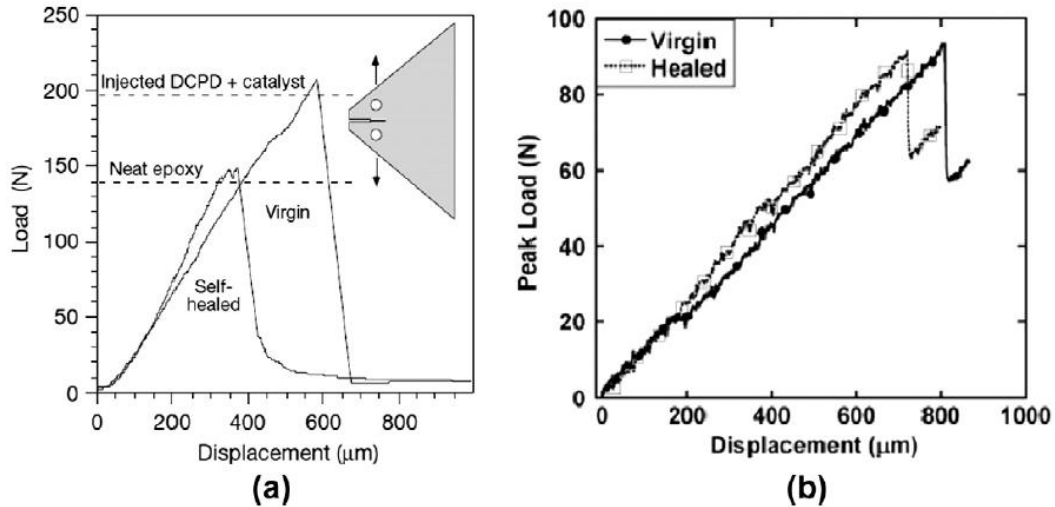 250
200
150
100
50
0
Load (N)
Injected DCPD + catalyst
Neat epoxy
Virgin
Self-
healed
0 200 400 600 800
Displacement (μm)
(a)
100
80
60
40
20
0
Peak Load (N)
Virgin
Healed
0 200 400 600 800 1000
Displacement (μm)
(b)